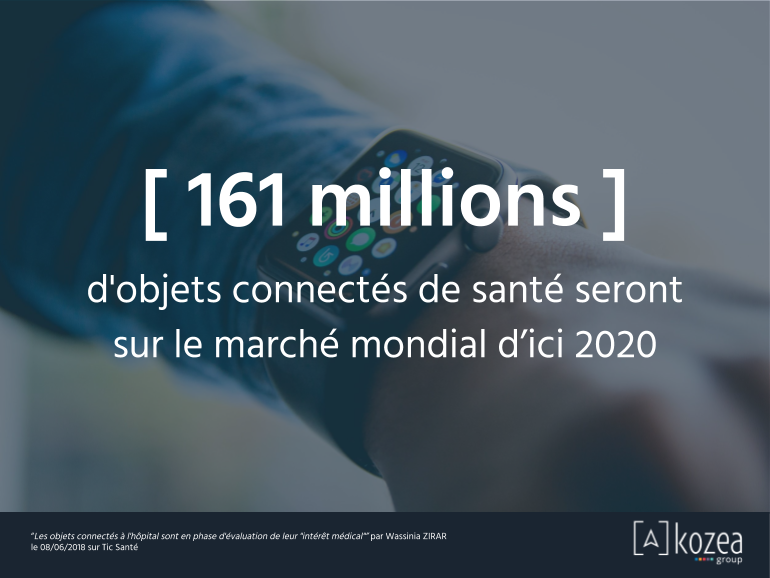 [ 161 millions ]
d'objets connectés de santé seront
sur le marché mondial d’ici 2020
"Les objets connectés à l'hôpital sont en phase d'évaluation de leur "intérêt médical"" par Wassinia ZIRAR
le 08/06/2018 sur Tic Santé
[A] kozea
group